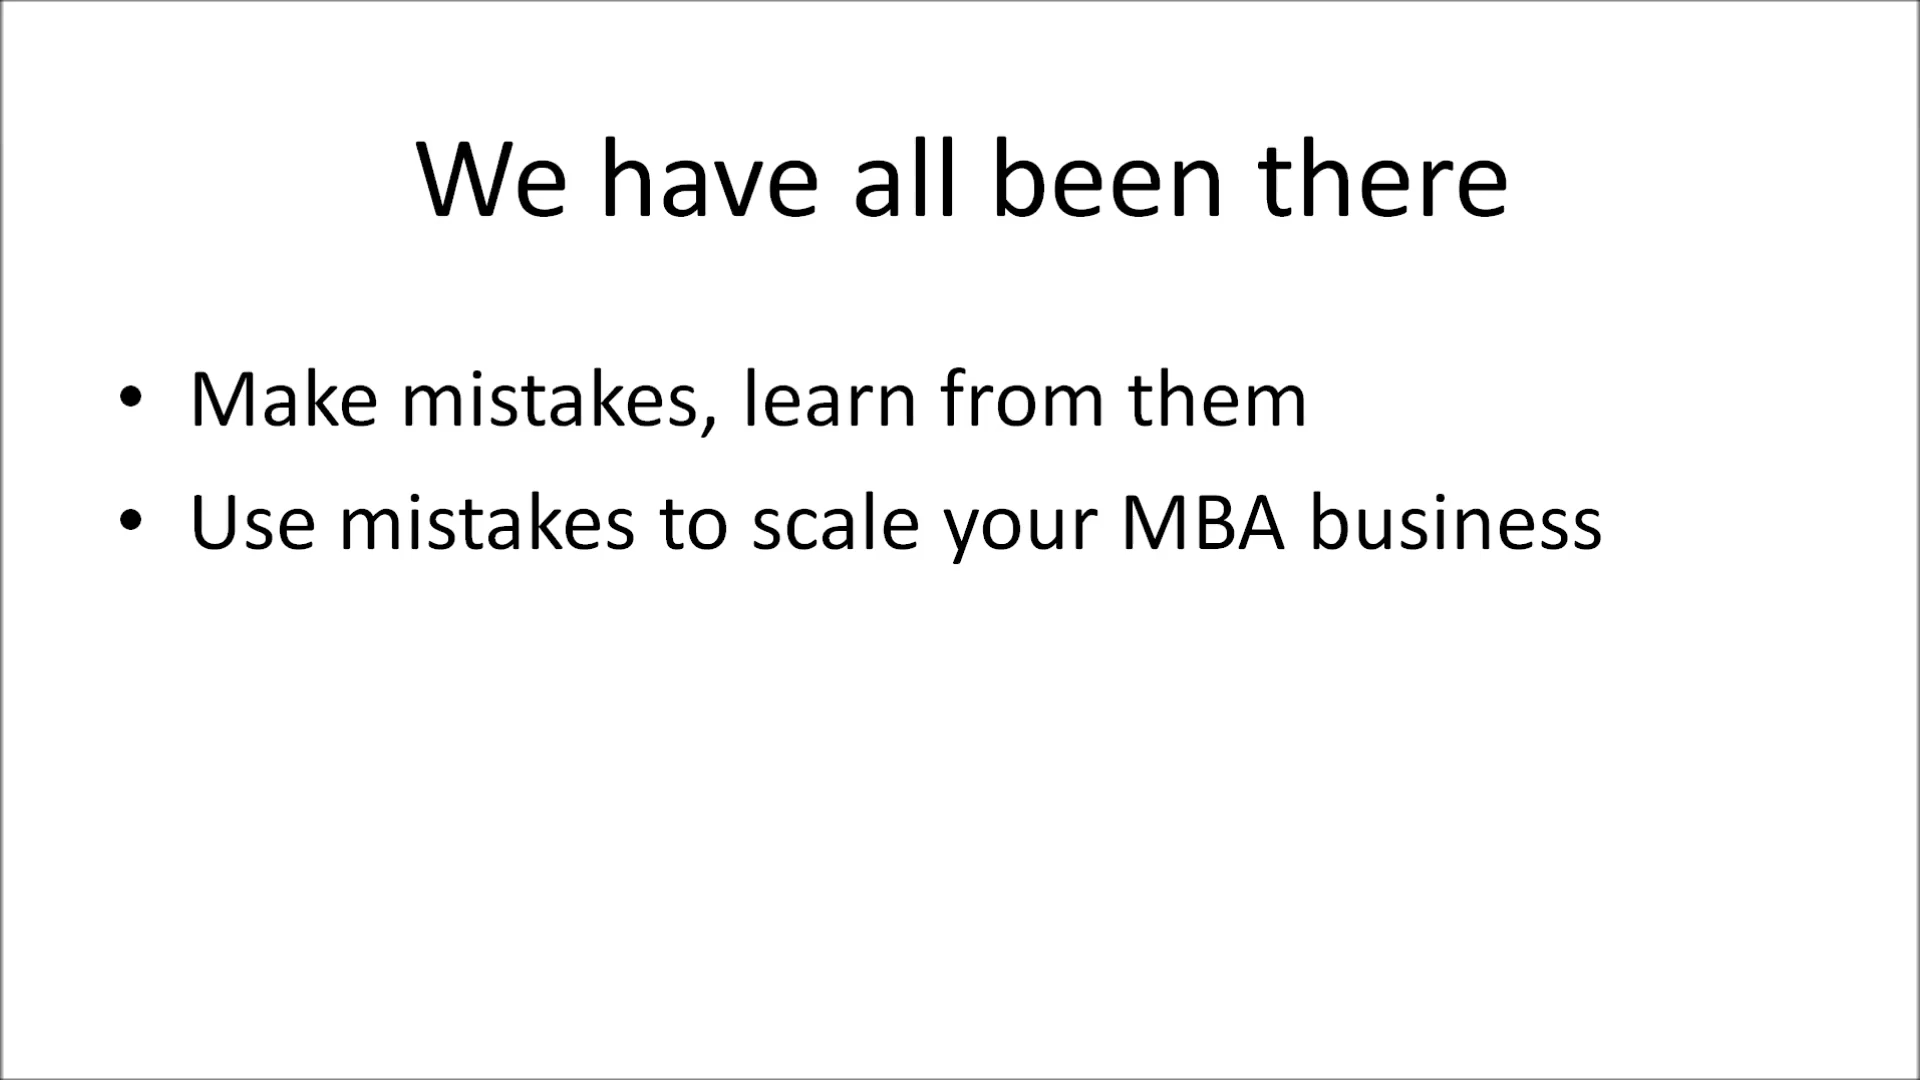 We have all been there
• Make mistakes, learn from them
• Use mistakes to scale your MBA business